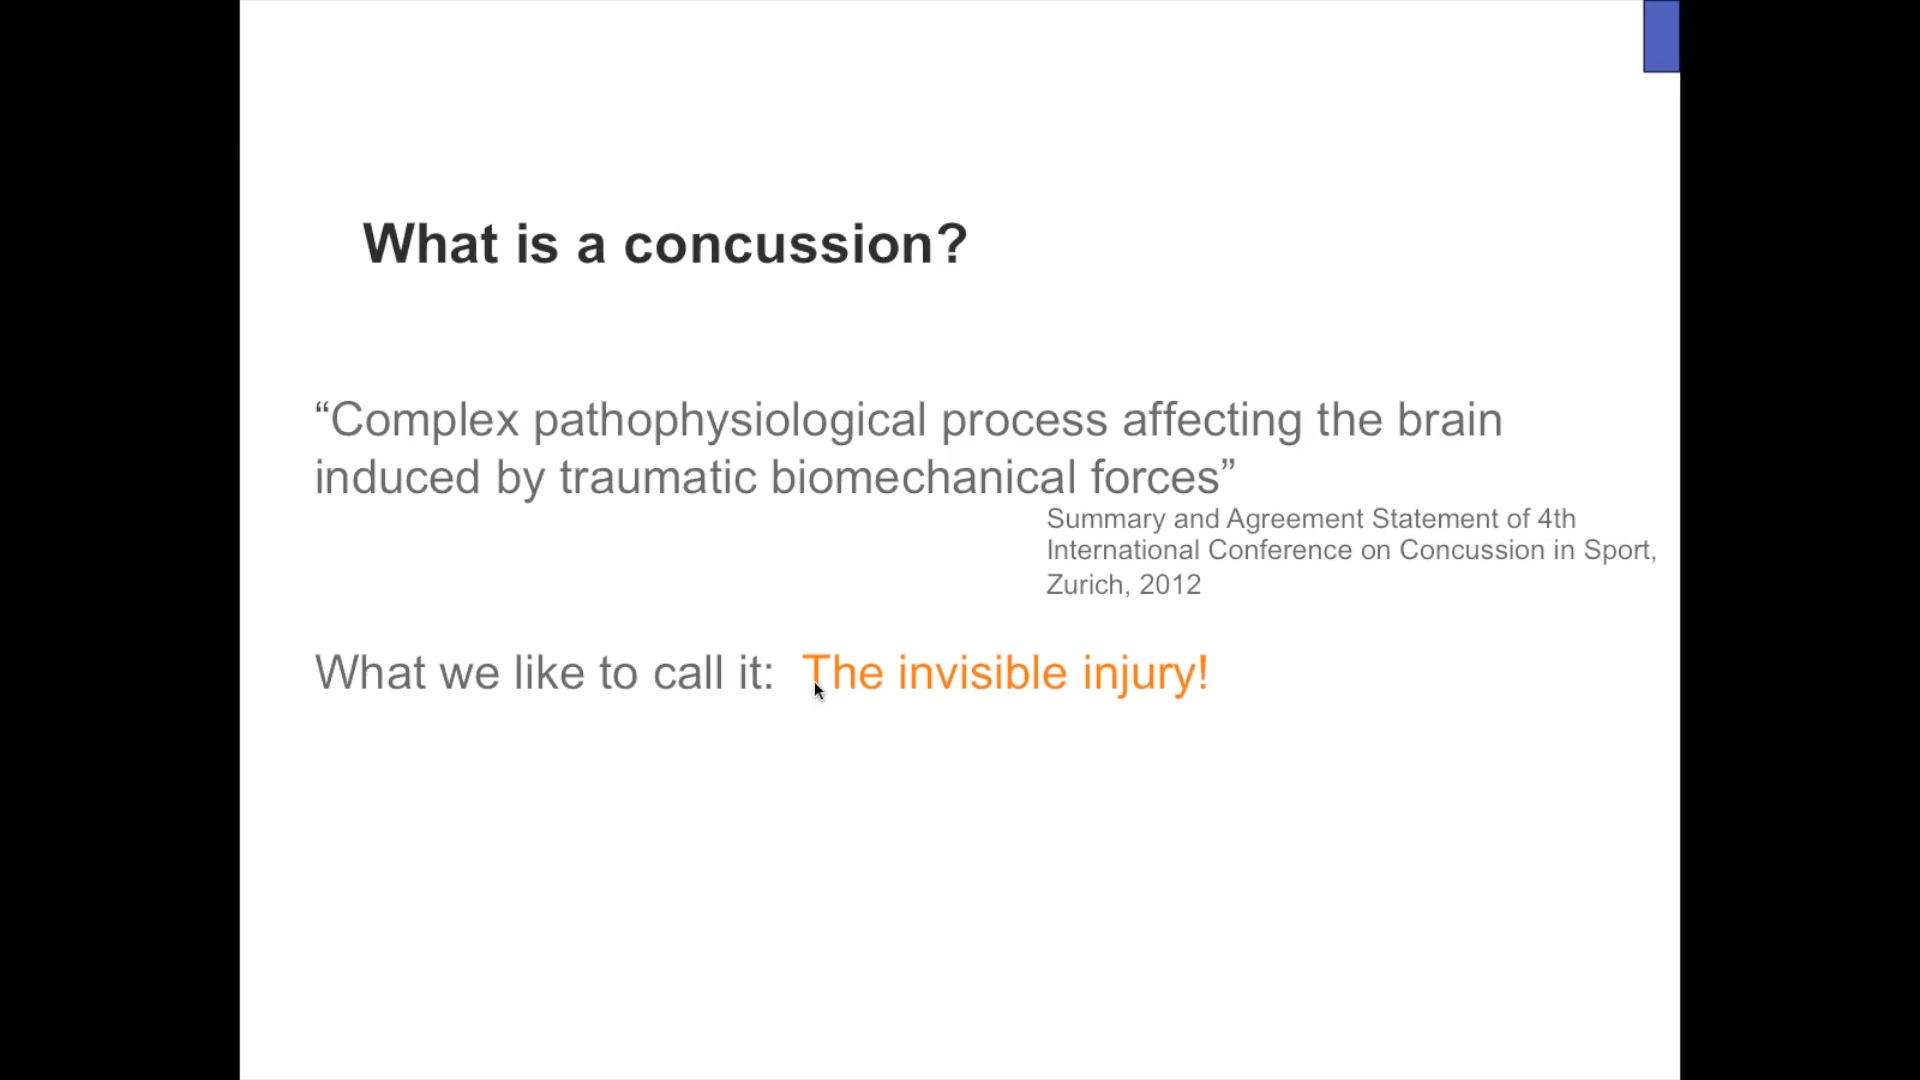 What is a concussion?
“Complex pathophysiological process affecting the brain
induced by traumatic biomechanical forces”
Summary and Agreement Statement of 4th
International Conference on Concussion in Sport,
Zurich, 2012
What we like to call it: The invisible injury!